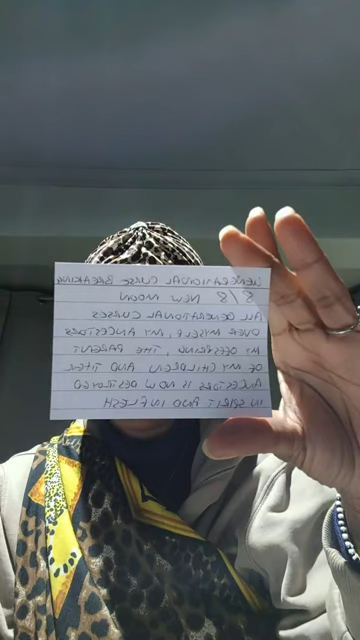 GENERATIONAL CURSE BREAKING
8/8 NEW MOON
ALL GENERATIONAL CURSES
OVER MYSELF, MY ANCESTORS
MY OFFSPRING, THE PARENT
OF MY CHILDREN AND THEIR
ANCESTORS IS NOW DESTROYED
IN SPIRIT AND IN FLESH